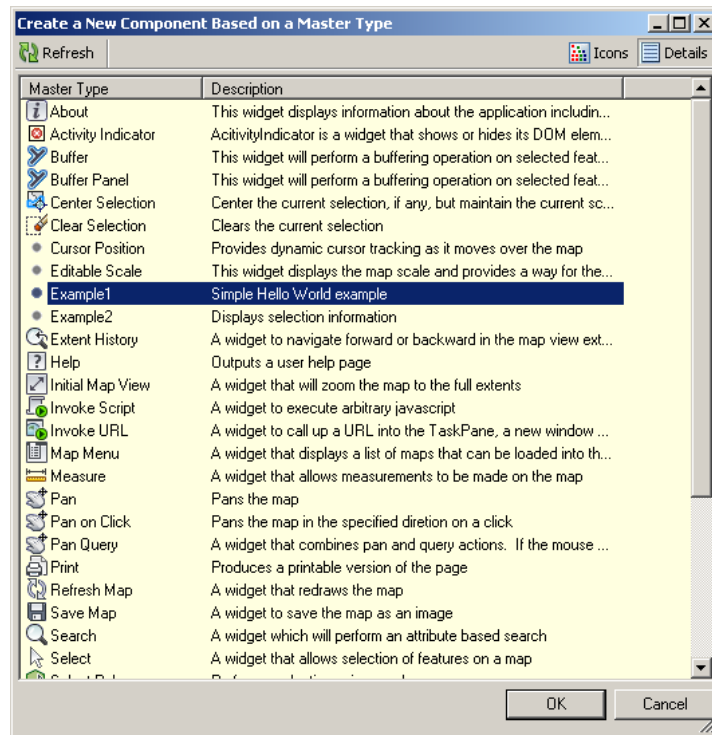 Create a New Component Based on a Master Type
Refresh Icons Details
Master Type Description
About This widget displays information about the application includin...
Activity Indicator AcitivityIndicator is a widget that shows or hides its DOM elem...
Buffer This widget will perform a buffering operation on selected feat...
Buffer Panel This widget will perform a buffering operation on selected feat...
Center Selection Center the current selection, if any, but maintain the current sc...
Clear Selection Clears the current selection
Cursor Position Provides dynamic cursor tracking as it moves over the map
Editable Scale This widget displays the map scale and provides a way for the...
Example1 Simple Hello World example
Example2 Displays selection information
Extent History A widget to navigate forward or backward in the map view ext...
Help Outputs a user help page
Initial Map View A widget that will zoom the map to the full extents
Invoke Script A widget to execute arbitrary javascript
Invoke URL A widget to call up a URL into the TaskPane, a new window ...
Map Menu A widget that displays a list of maps that can be loaded into th...
Measure A widget that allows measurements to be made on the map
Pan Pans the map
Pan on Click Pans the map in the specified diretion on a click
Pan Query A widget that combines pan and query actions. If the mouse ...
Print Produces a printable version of the page
Refresh Map A widget that redraws the map
Save Map A widget to save the map as an image
Search A widget which will perform an attribute based search
Select A widget that allows selection of features on a map
OK Cancel